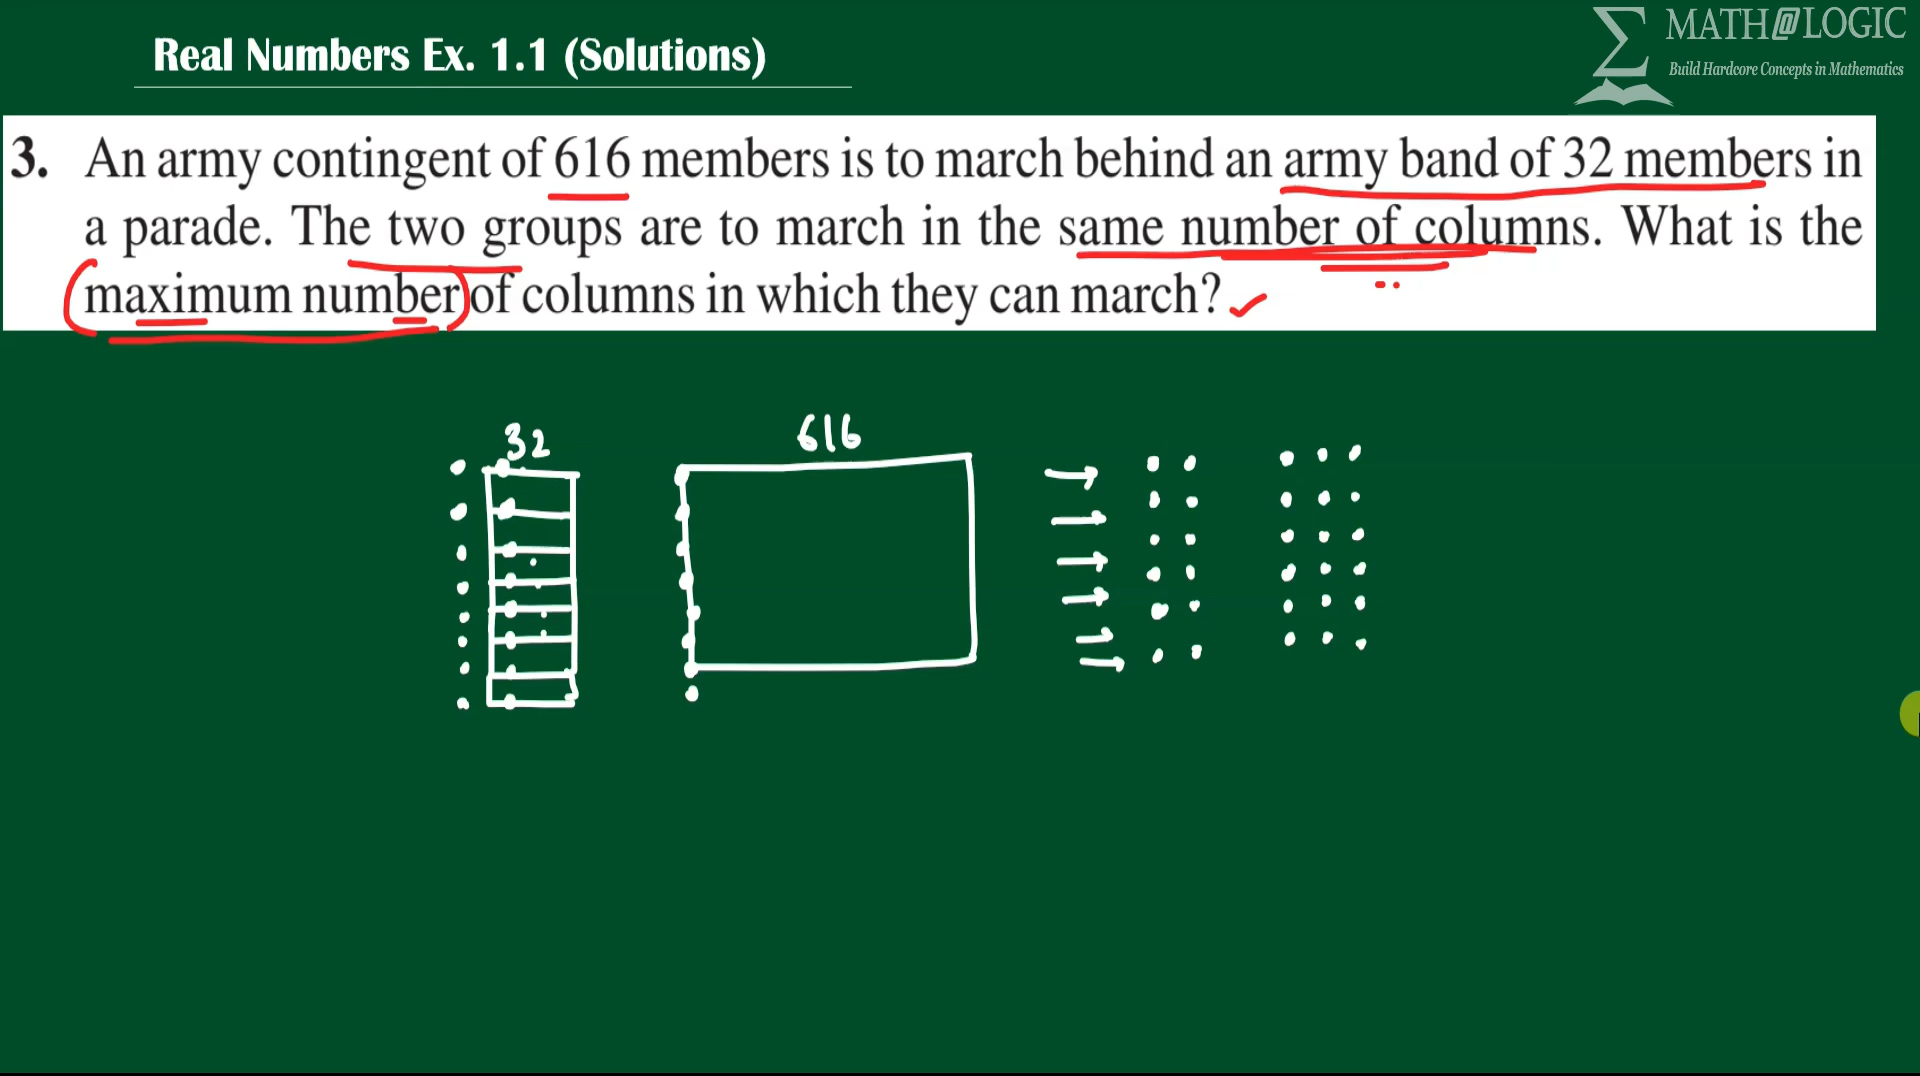 Real Numbers Ex. 1.1 (Solutions)
MATH@LOGIC
Build Hardcore Concepts in Mathematics
3. An army contingent of 616 members is to march behind an army band of 32 members in
a parade. The two groups are to march in the same number of columns. What is the
maximum number of columns in which they can march?
32
616